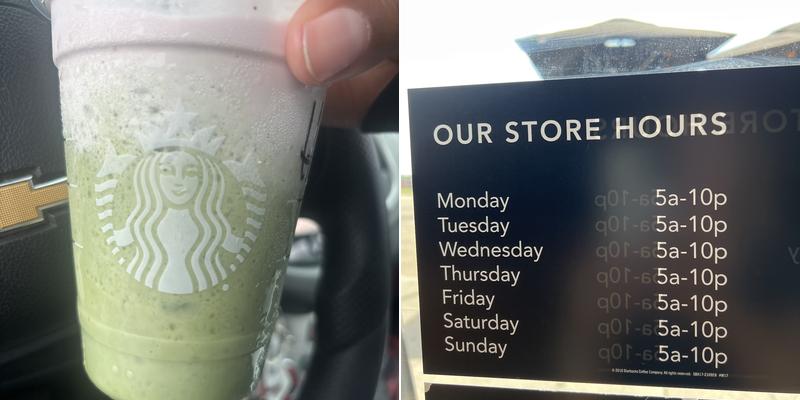 OUR STORE HOURS
Monday 5a-10p
Tuesday 5a-10p
Wednesday 5a-10p
Thursday 5a-10p
Friday 5a-10p
Saturday 5a-10p
Sunday 5a-10p